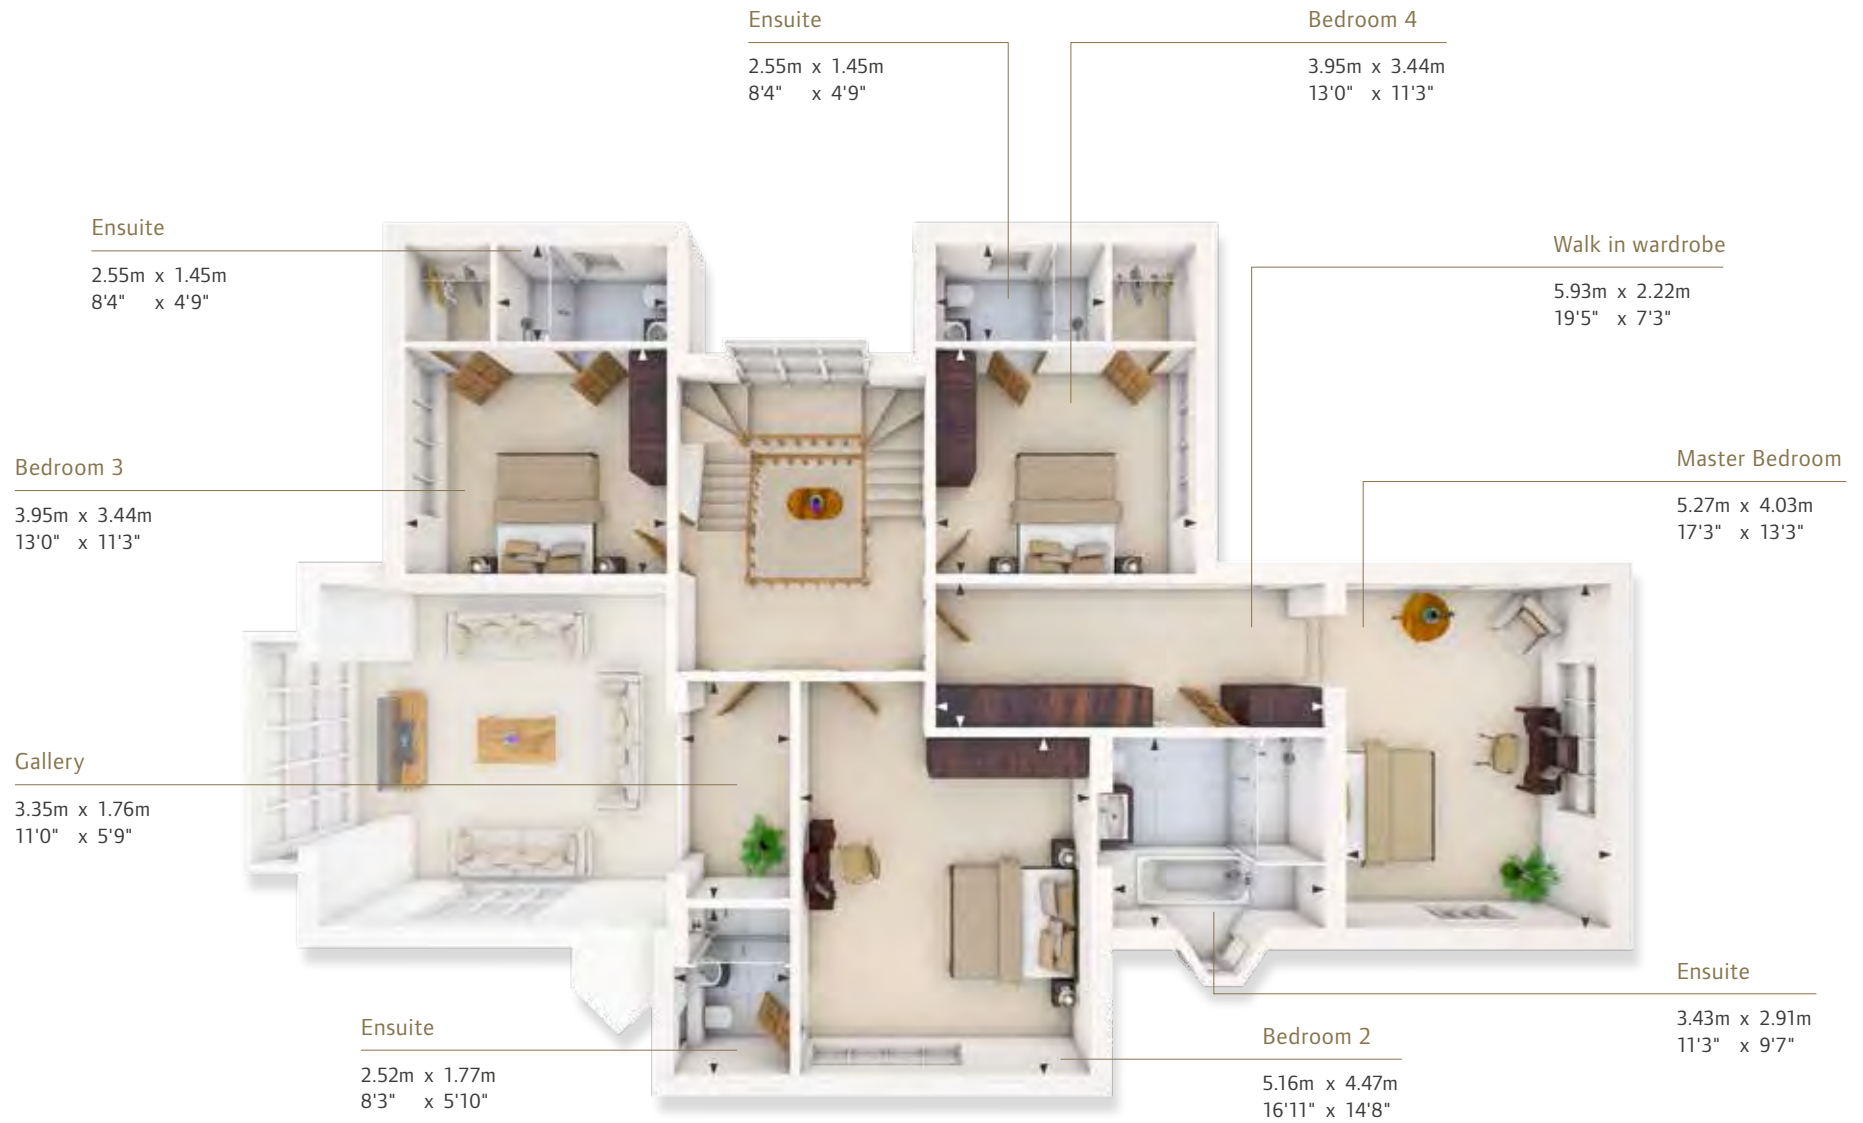 Ensuite
2.55m x 1.45m
8'4" x 4'9"
Bedroom 4
3.95m x 3.44m
13'0" x 11'3"
Ensuite
2.55m x 1.45m
8'4" x 4'9"
Walk in wardrobe
5.93m x 2.22m
19'5" x 7'3"
Bedroom 3
3.95m x 3.44m
13'0" x 11'3"
Master Bedroom
5.27m x 4.03m
17'3" x 13'3"
Gallery
3.35m x 1.76m
11'0" x 5'9"
Ensuite
3.43m x 2.91m
11'3" x 9'7"
Ensuite
2.52m x 1.77m
8'3" x 5'10"
Bedroom 2
5.16m x 4.47m
16'11" x 14'8"